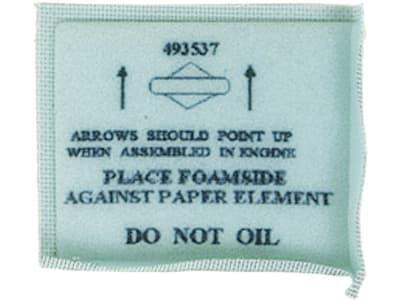 493537
ARROWS SHOULD POINT UP
WHEN ASSEMBLED IN ENGINE
PLACE FOAMSIDE
AGAINST PAPER ELEMENT
DO NOT OIL